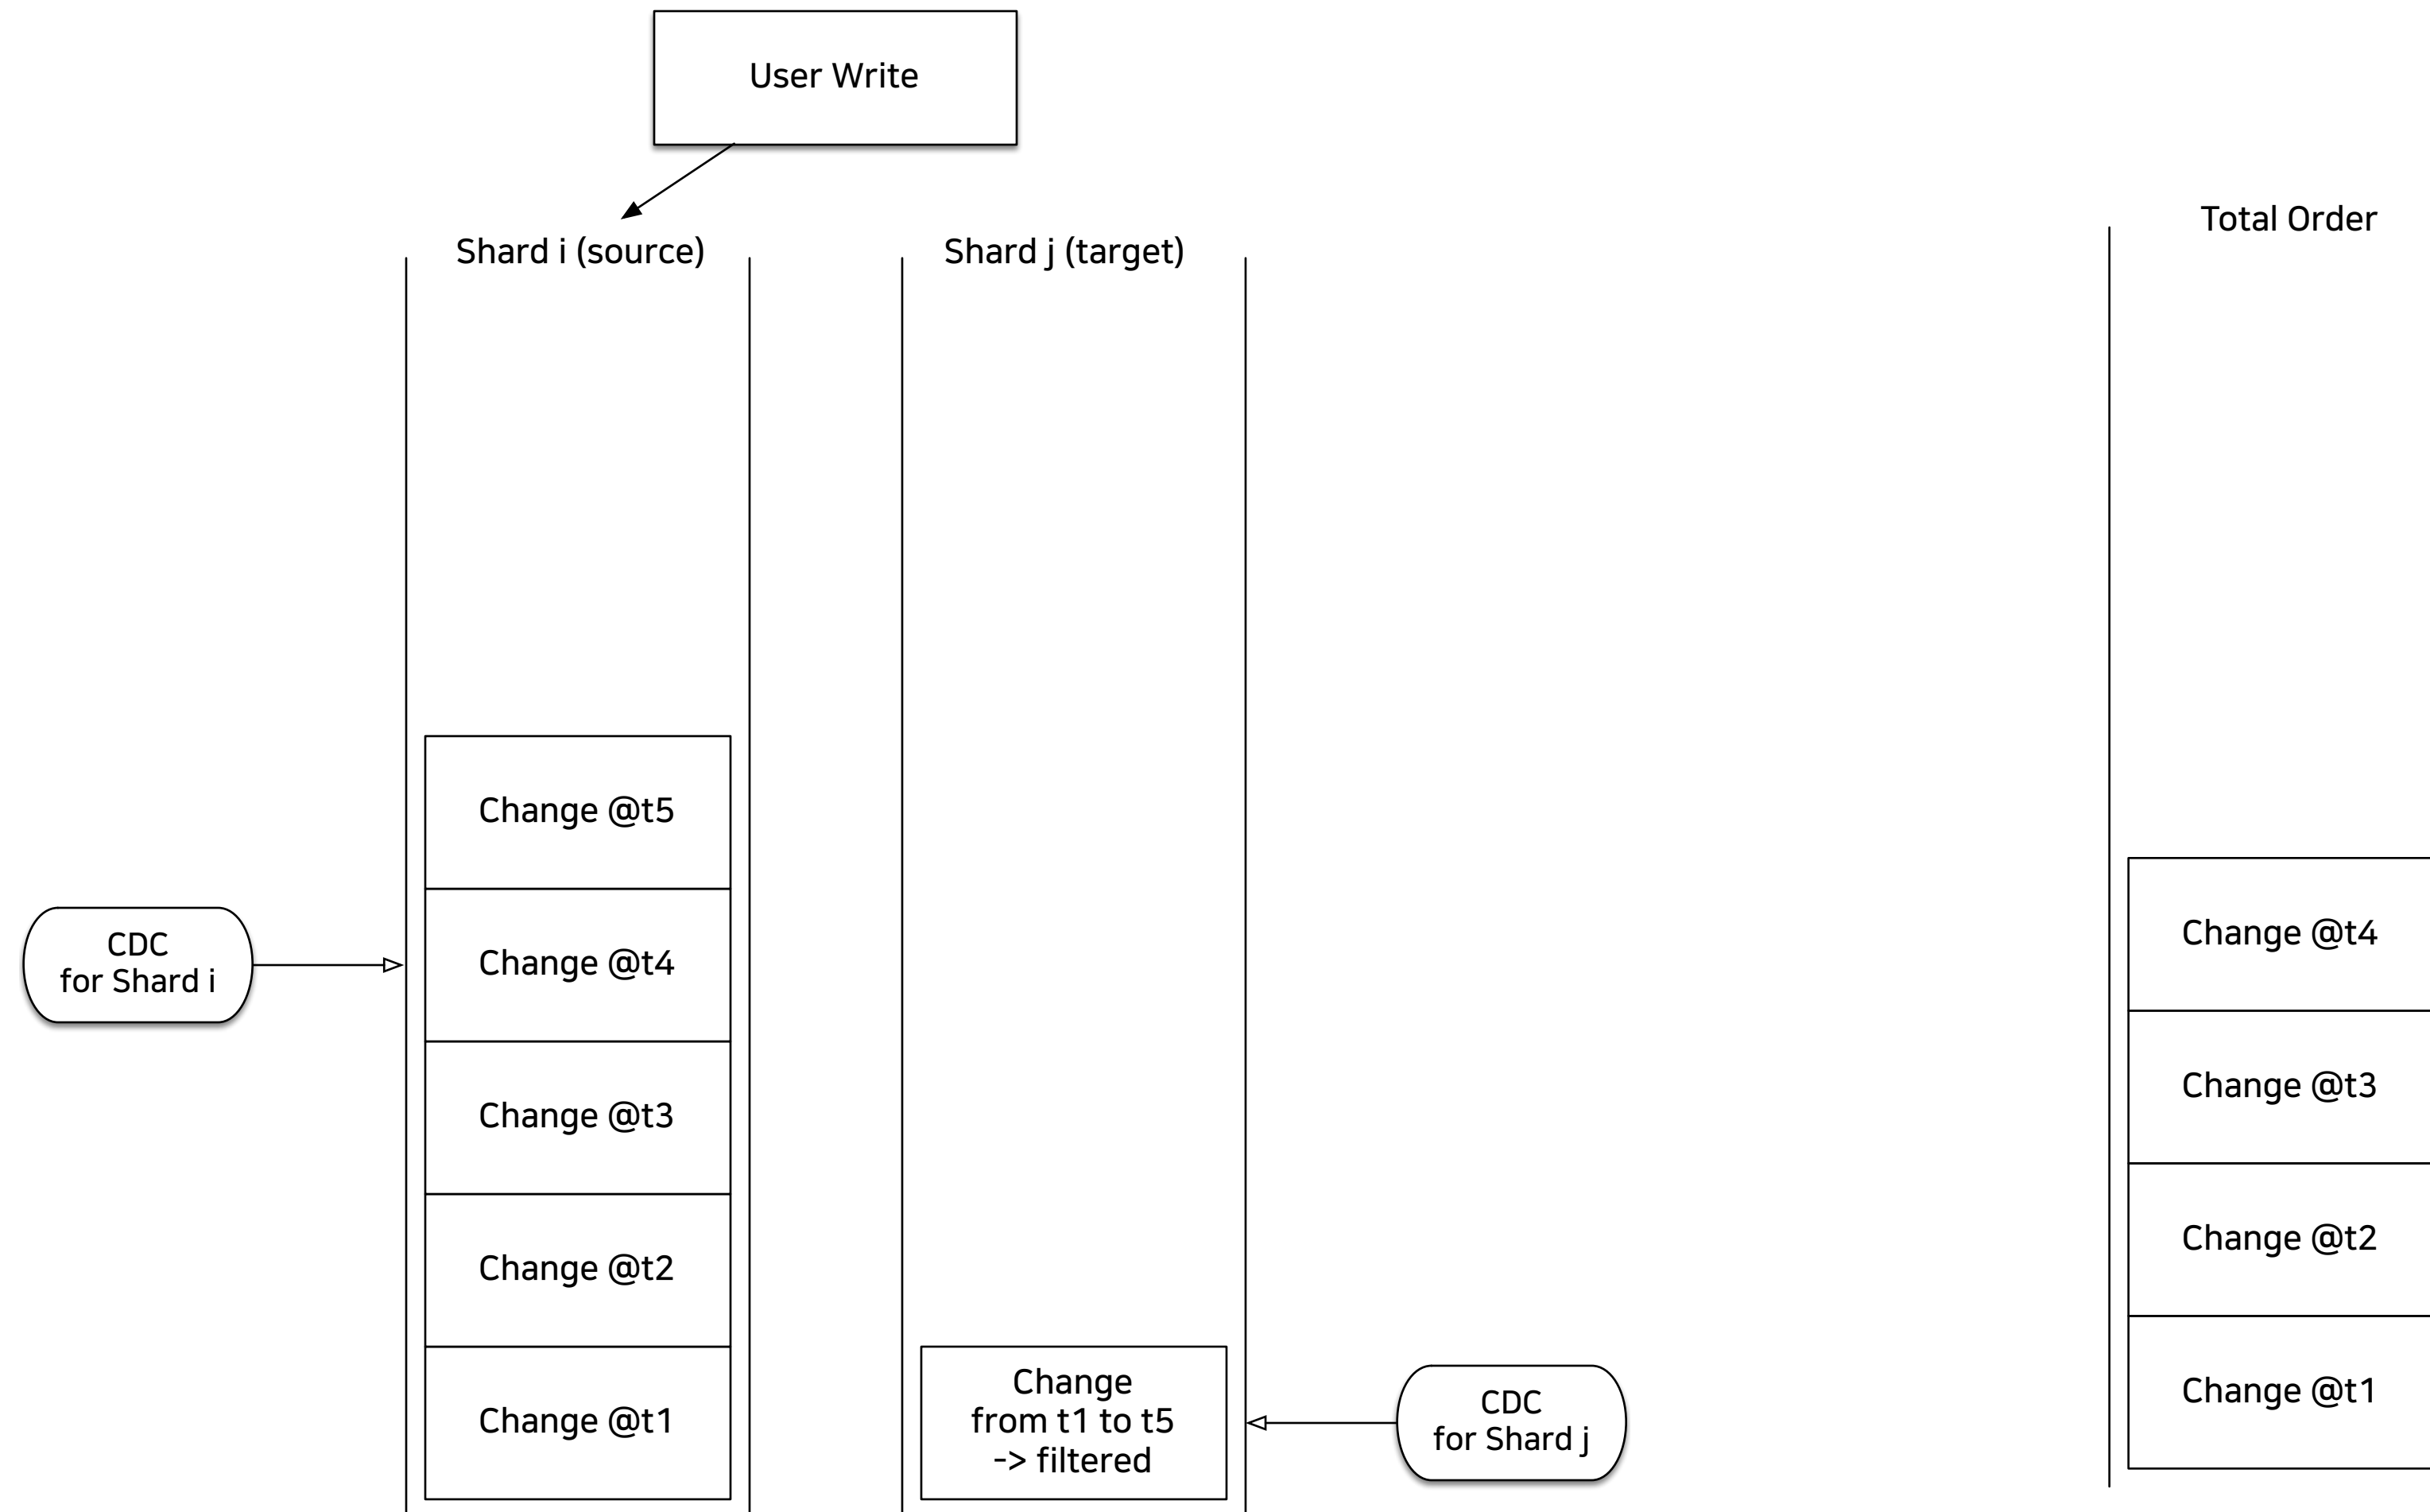 User Write
Shard i (source)
Shard j (target)
Total Order
Change @t5
Change @t4
Change @t3
Change @t2
Change @t1
CDC
for Shard i
Change
from t1 to t5
-> filtered
CDC
for Shard j
Change @t4
Change @t3
Change @t2
Change @t1